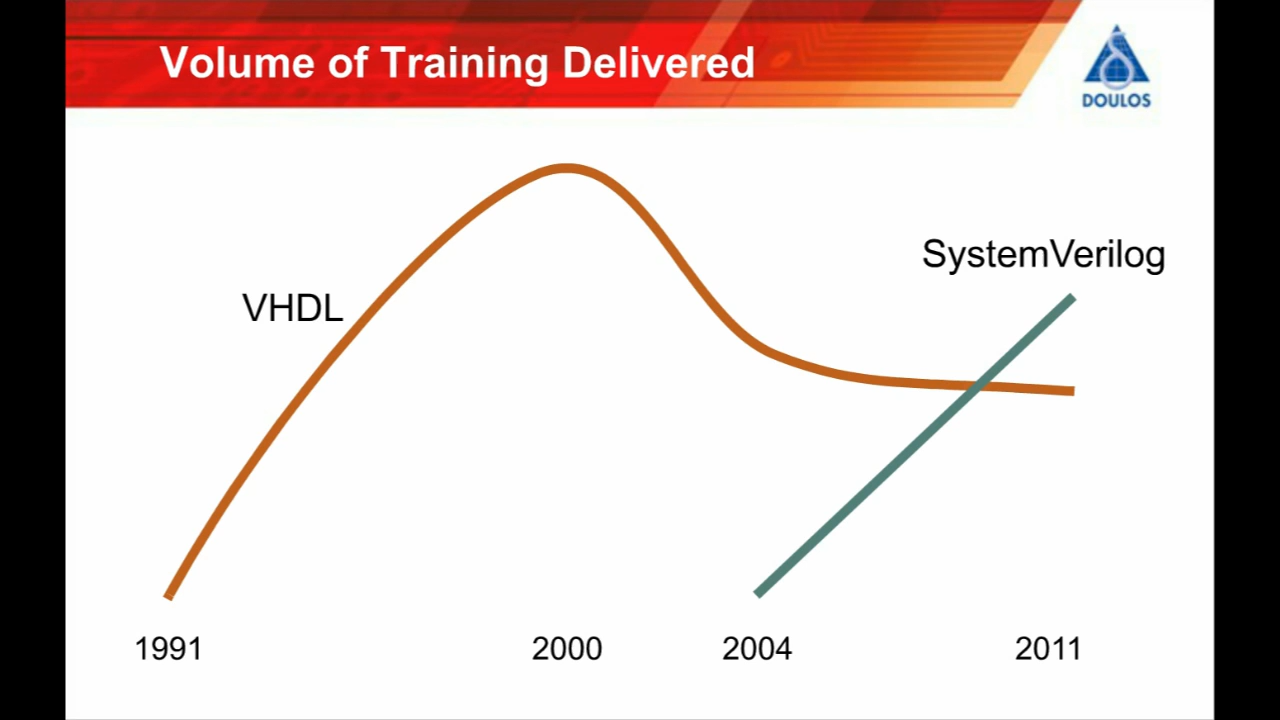 Volume of Training Delivered
DOULOS
SystemVerilog
VHDL
1991
2000
2004
2011